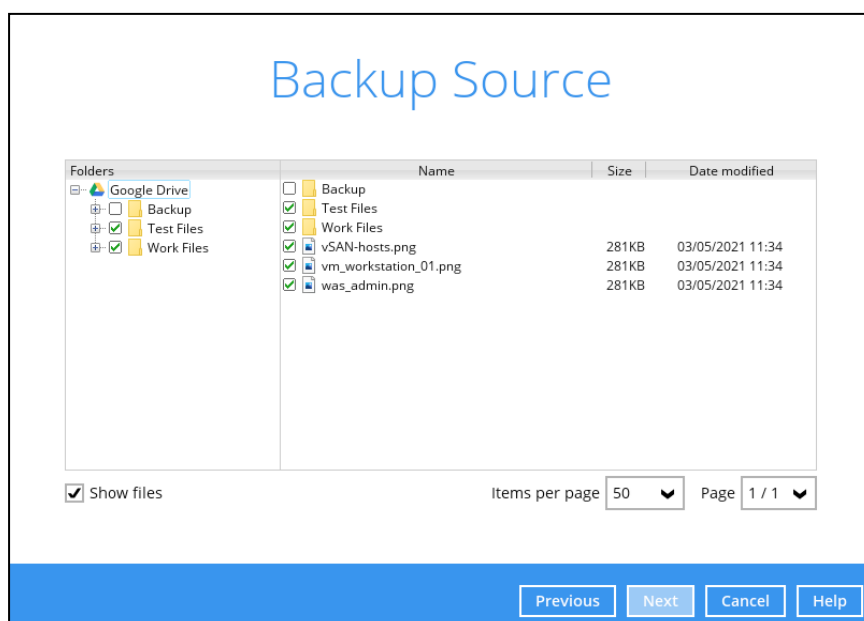 Backup Source
Folders Name Size Date modified
Google Drive
Backup
Test Files
Work Files
Backup
Test Files
Work Files
vSAN-hosts.png 281KB 03/05/2021 11:34
vm_workstation_01.png 281KB 03/05/2021 11:34
was_admin.png 281KB 03/05/2021 11:34
Show files Items per page 50 Page 1 / 1
Previous Next Cancel Help